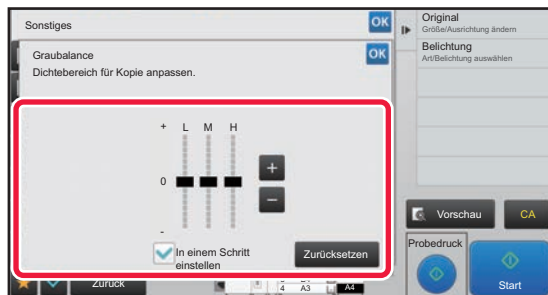 Sonstiges
OK
Graubalance
OK
Dichtebereich für Kopie anpassen.
+ L M H
+
0
-
-
In einem Schritt
einstellen
Zurücksetzen
Zurück
4 A3
A4
Original
Größe/Ausrichtung ändern
Belichtung
Art/Belichtung auswählen
Vorschau
CA
Probedruck
Start